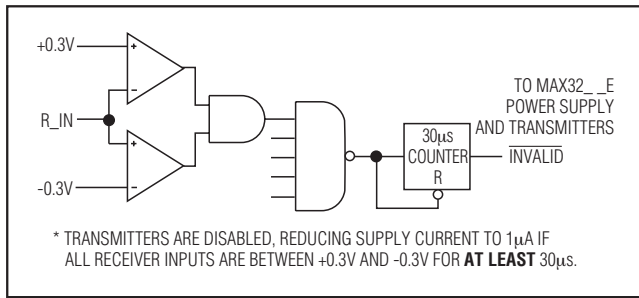 +0.3V
R_IN
-0.3V
+
-
+
-
30µs
COUNTER
R
TO MAX32_ _E
POWER SUPPLY
AND TRANSMITTERS
INVALID
* TRANSMITTERS ARE DISABLED, REDUCING SUPPLY CURRENT TO 1µA IF
ALL RECEIVER INPUTS ARE BETWEEN +0.3V AND -0.3V FOR AT LEAST 30µs.